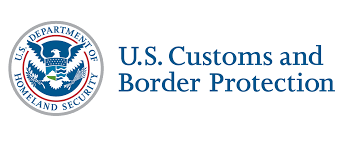 U.S. DEPARTMENT OF
HOMELAND SECURITY
U.S. Customs and
Border Protection